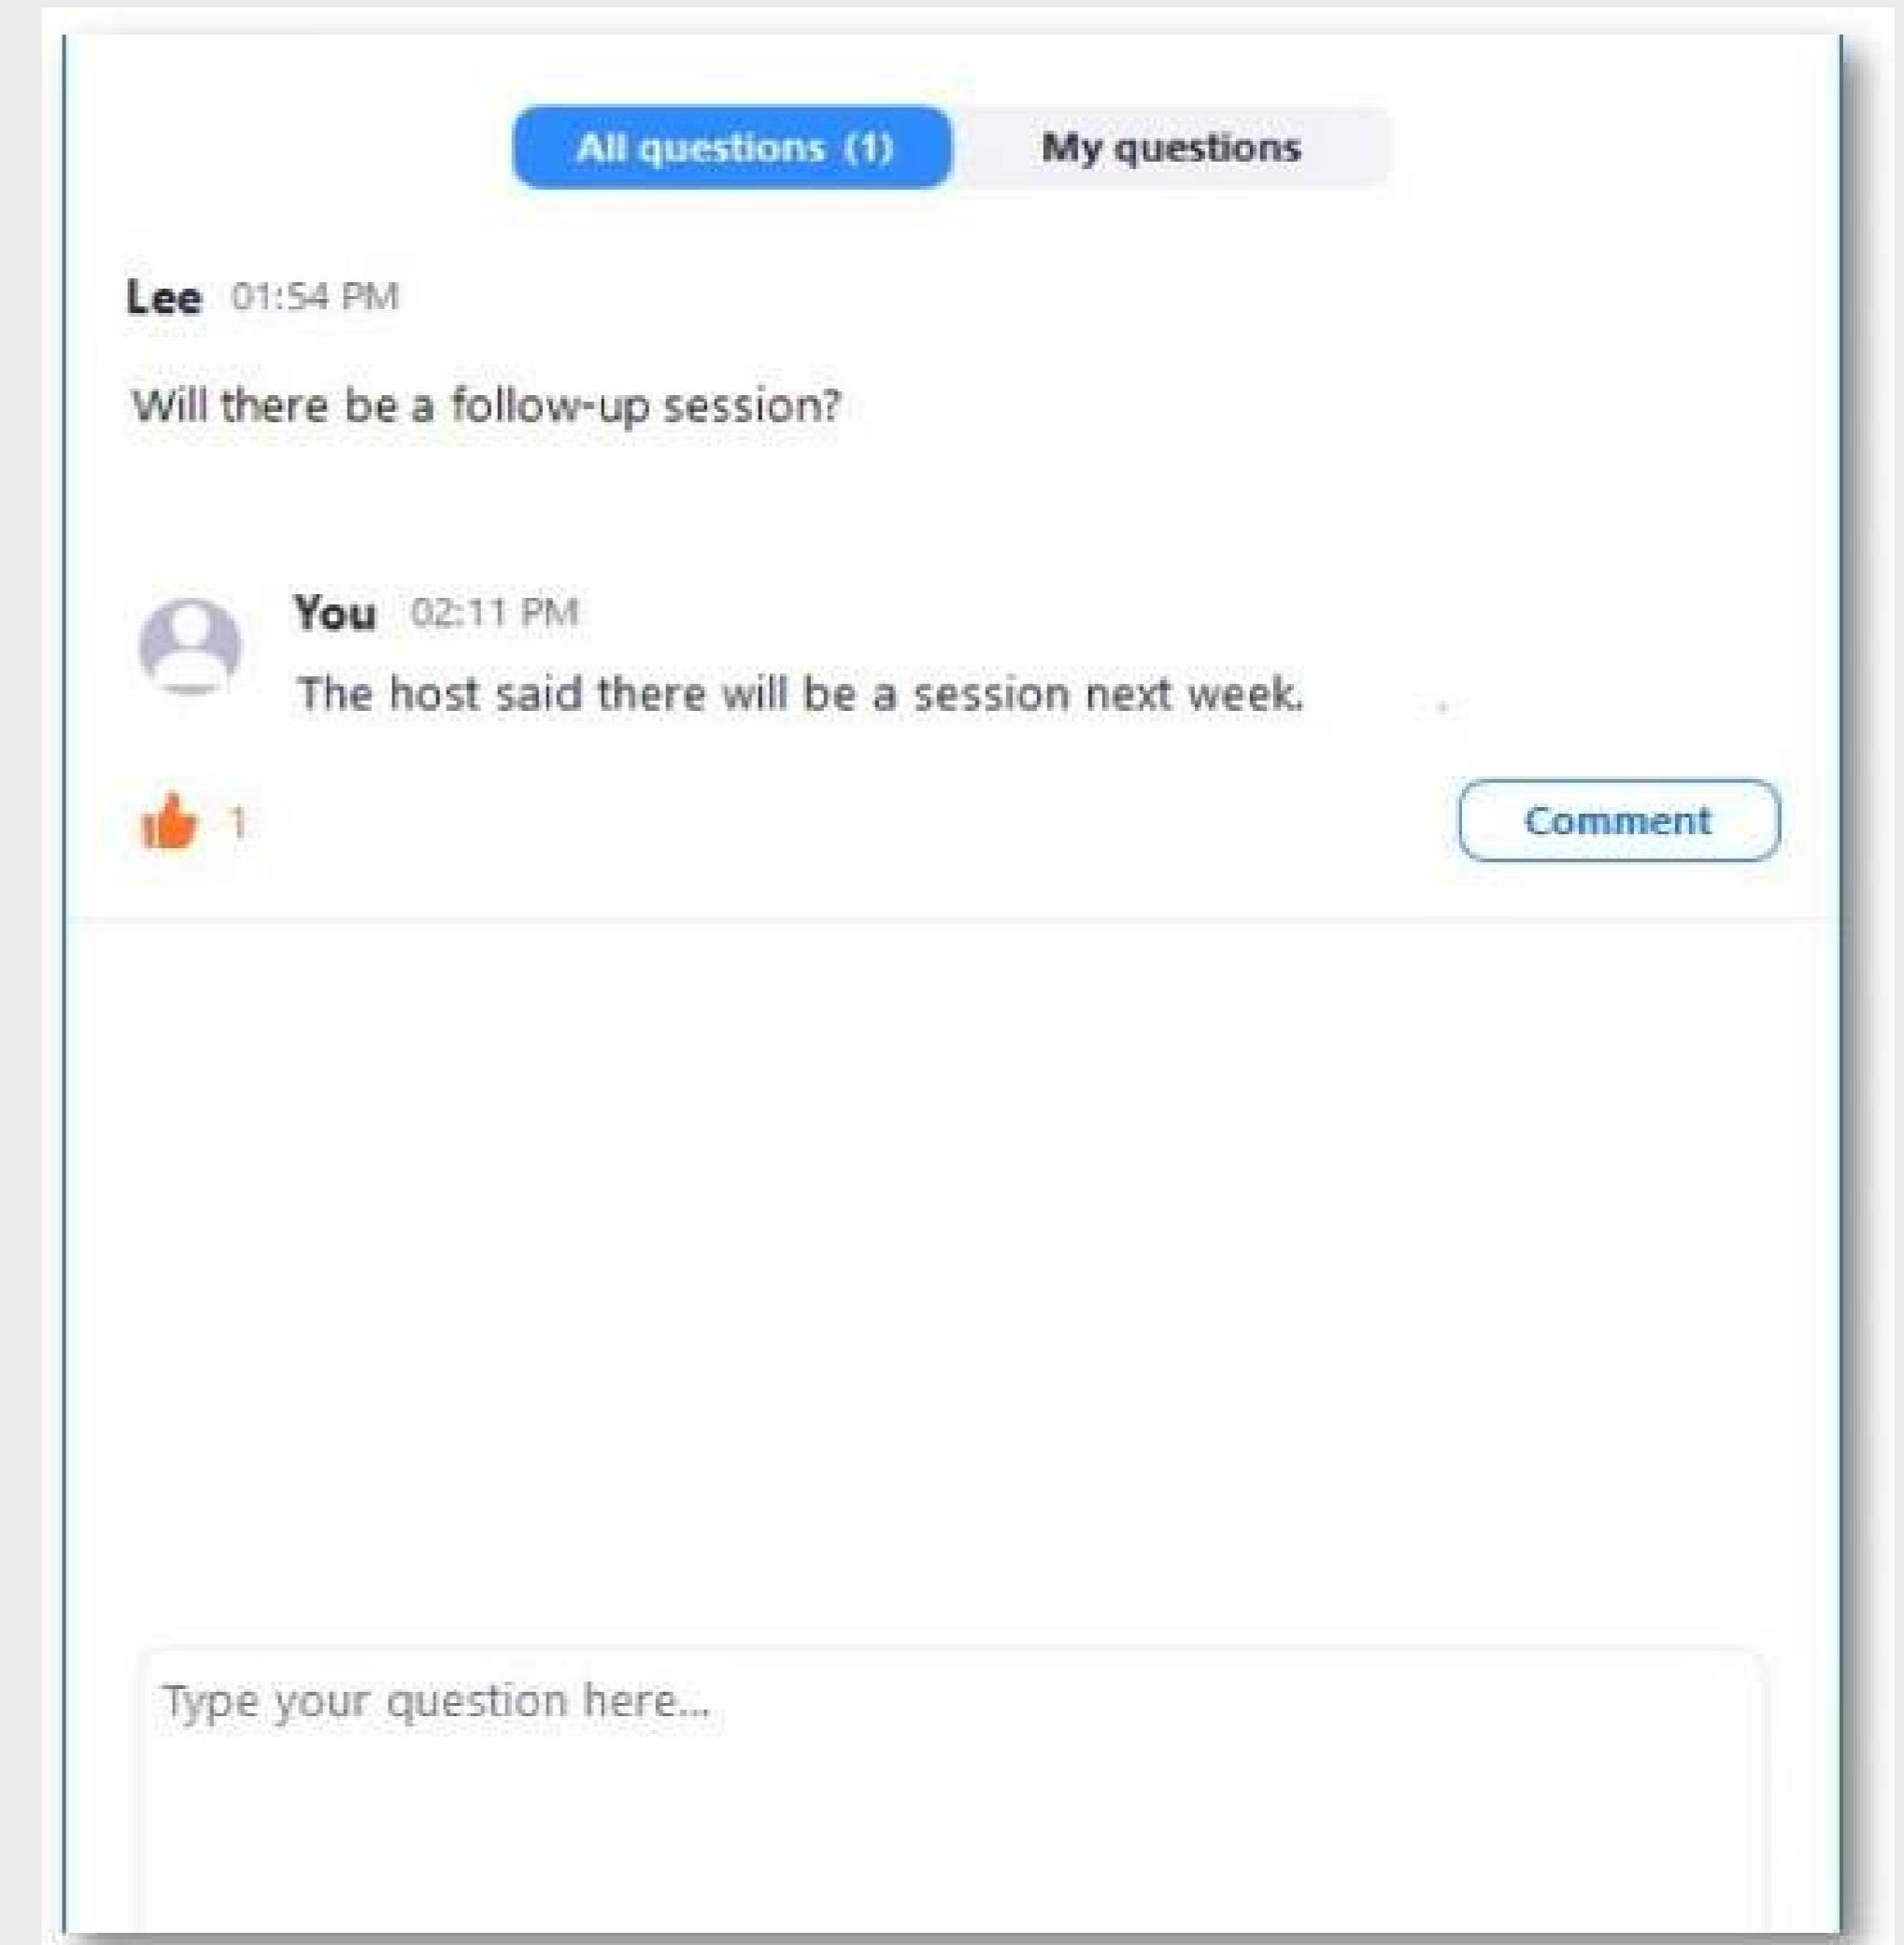 All questions (1) My questions
Lee 01:54 PM
Will there be a follow-up session?
You 02:11 PM
The host said there will be a session next week.
1 Comment
Type your question here...